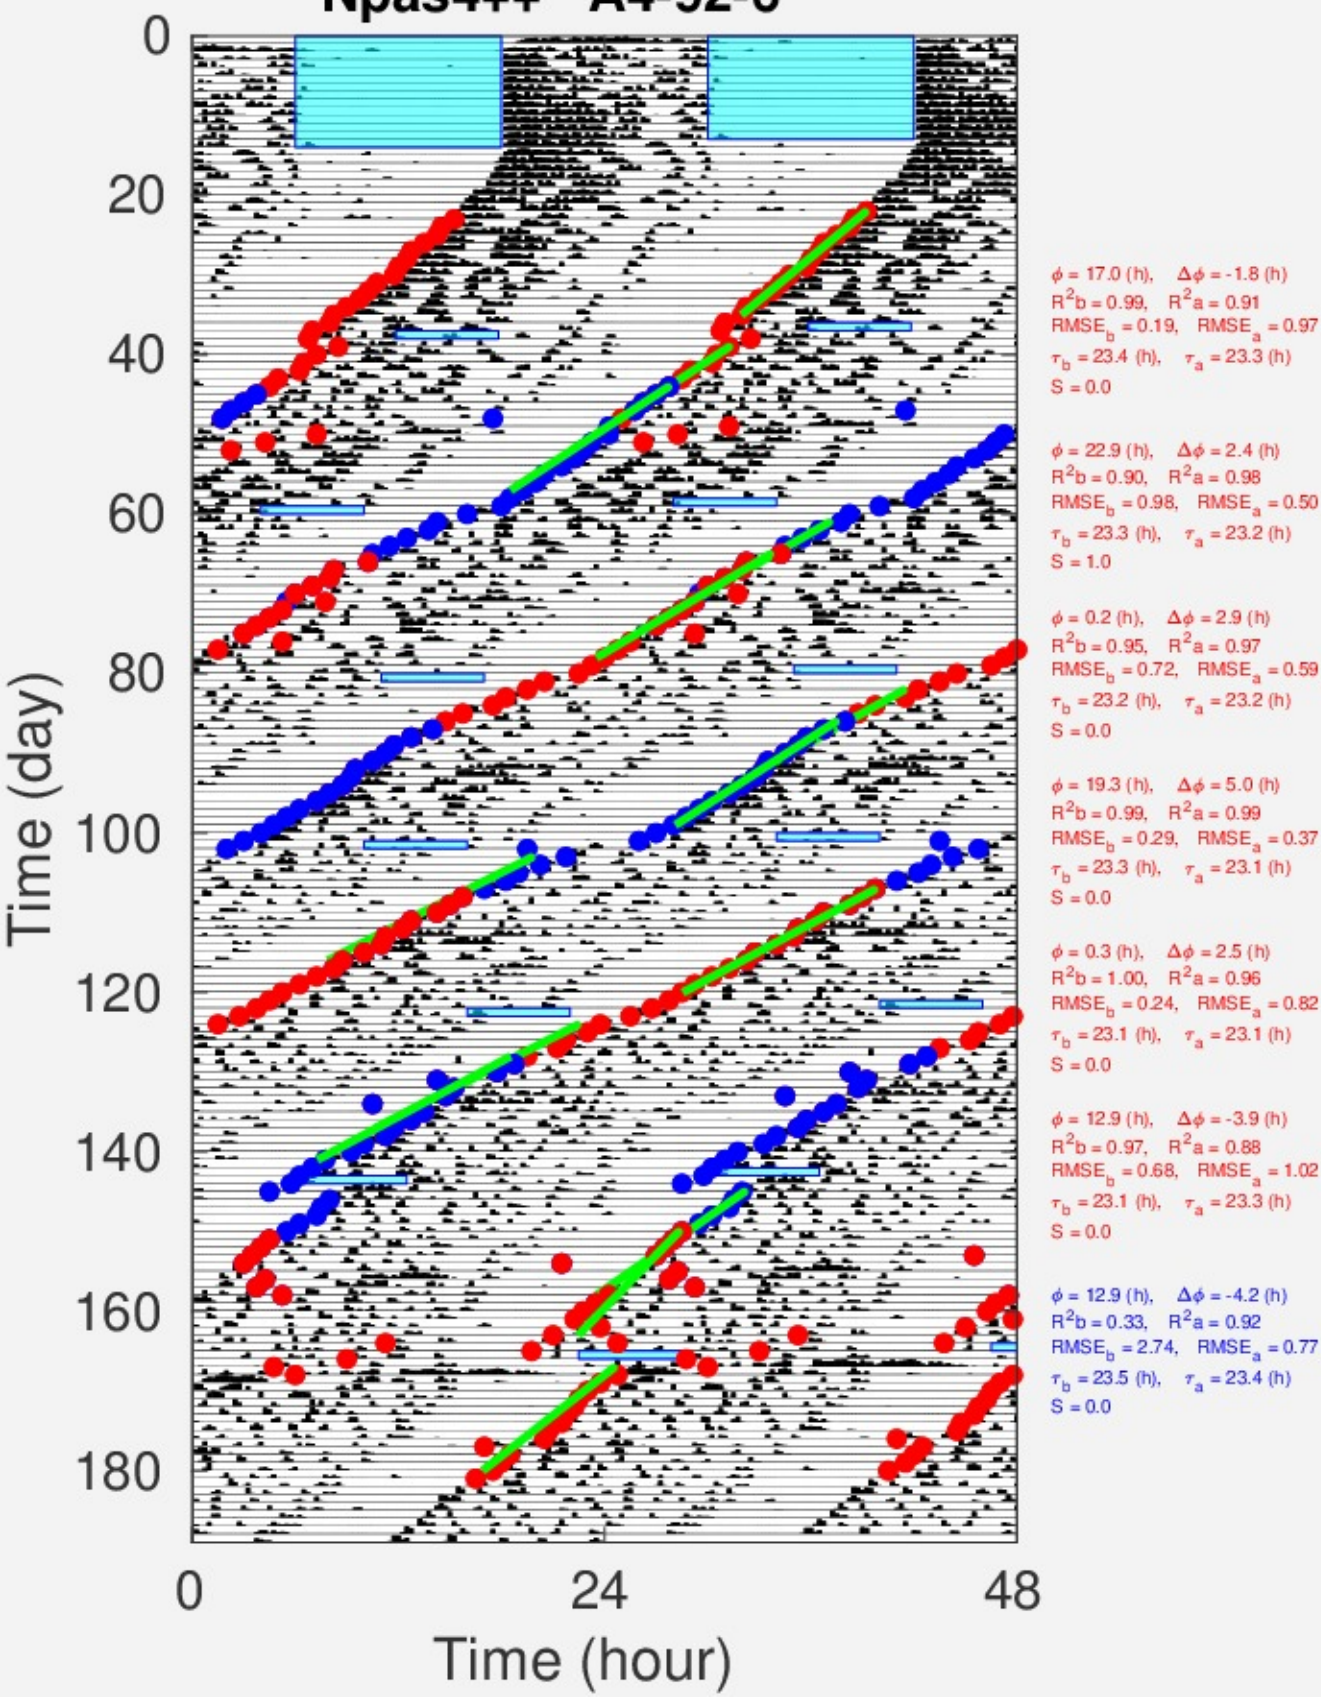 0
20
40
60
80
100
120
140
160
180
Time (day)
0 24 48
Time (hour)
ϕ = 17.0 (h), Δϕ = -1.8 (h)
R²b = 0.99, R²a = 0.91
RMSE_b = 0.19, RMSE_a = 0.97
τ_b = 23.4 (h), τ_a = 23.3 (h)
S = 0.0
ϕ = 22.9 (h), Δϕ = 2.4 (h)
R²b = 0.90, R²a = 0.98
RMSE_b = 0.98, RMSE_a = 0.50
τ_b = 23.3 (h), τ_a = 23.2 (h)
S = 1.0
ϕ = 0.2 (h), Δϕ = 2.9 (h)
R²b = 0.95, R²a = 0.97
RMSE_b = 0.72, RMSE_a = 0.59
τ_b = 23.2 (h), τ_a = 23.2 (h)
S = 0.0
ϕ = 19.3 (h), Δϕ = 5.0 (h)
R²b = 0.99, R²a = 0.99
RMSE_b = 0.29, RMSE_a = 0.37
τ_b = 23.3 (h), τ_a = 23.1 (h)
S = 0.0
ϕ = 0.3 (h), Δϕ = 2.5 (h)
R²b = 1.00, R²a = 0.96
RMSE_b = 0.24, RMSE_a = 0.82
τ_b = 23.1 (h), τ_a = 23.1 (h)
S = 0.0
ϕ = 12.9 (h), Δϕ = -3.9 (h)
R²b = 0.97, R²a = 0.88
RMSE_b = 0.68, RMSE_a = 1.02
τ_b = 23.1 (h), τ_a = 23.3 (h)
S = 0.0
ϕ = 12.9 (h), Δϕ = -4.2 (h)
R²b = 0.33, R²a = 0.92
RMSE_b = 2.74, RMSE_a = 0.77
τ_b = 23.5 (h), τ_a = 23.4 (h)
S = 0.0